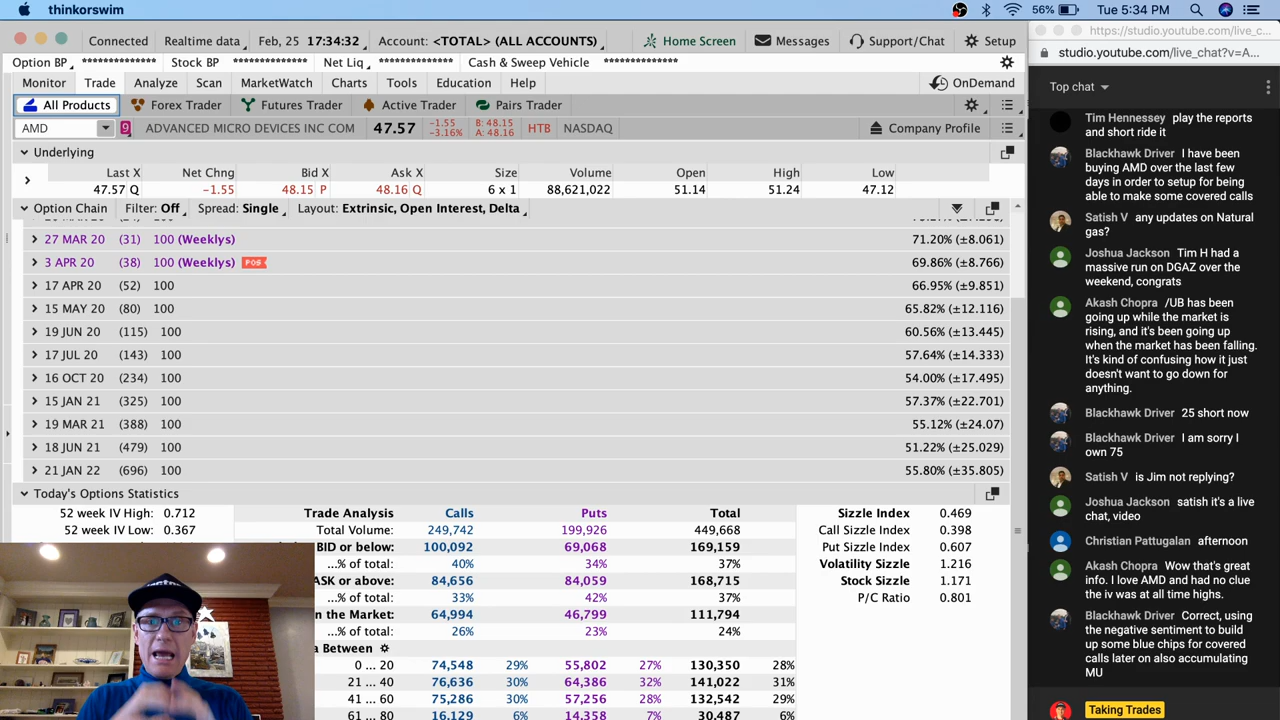 thinkorswim
56%
Tue 5:34 PM
Connected
Realtime data
Feb, 25
17:34:32
Account: <TOTAL> (ALL ACCOUNTS)
Home Screen
Messages
Support/Chat
Setup
Option BP
**************
Stock BP
**************
Net Liq
**************
Cash & Sweep Vehicle
**************
Monitor
Trade
Analyze
Scan
MarketWatch
Charts
Tools
Education
Help
OnDemand
All Products
Forex Trader
Futures Trader
Active Trader
Pairs Trader
AMD
9
ADVANCED MICRO DEVICES INC COM
47.57
-1.55
-3.16%
B: 48.15
A: 48.16
HTB
NASDAQ
Company Profile
Underlying
Last X Net Chng Bid X Ask X Size Volume Open High Low
47.57 Q -1.55 48.15 P 48.16 Q 6 x 1 88,621,022 51.14 51.24 47.12
Option Chain Filter: Off Spread: Single Layout: Extrinsic, Open Interest, Delta
27 MAR 20 (31) 100 (Weeklys) 71.20% (±8.061)
3 APR 20 (38) 100 (Weeklys) POS 69.86% (±8.766)
17 APR 20 (52) 100 66.95% (±9.851)
15 MAY 20 (80) 100 65.82% (±12.116)
19 JUN 20 (115) 100 60.56% (±13.445)
17 JUL 20 (143) 100 57.64% (±14.333)
16 OCT 20 (234) 100 54.00% (±17.495)
15 JAN 21 (325) 100 57.37% (±22.701)
19 MAR 21 (388) 100 55.12% (±24.07)
18 JUN 21 (479) 100 51.22% (±25.029)
21 JAN 22 (696) 100 55.80% (±35.805)
Today's Options Statistics
52 week IV High: 0.712
52 week IV Low: 0.367
Trade Analysis Calls Puts Total
Total Volume: 249,742 199,926 449,668
BID or below: 100,092 69,068 169,159
...% of total: 40% 34% 37%
ASK or above: 84,656 84,059 168,715
...% of total: 33% 42% 37%
n the Market: 64,994 46,799 111,794
...% of total: 26% 23% 24%
a Between
0 ... 20 74,548 29% 55,802 27% 130,350 28%
21 ... 40 76,636 30% 64,386 32% 141,022 31%
41 ... 60 75,286 30% 57,256 28% 132,542 29%
61 ... 80 16,129 6% 14,358 7% 30,487 6%
Sizzle Index 0.469
Call Sizzle Index 0.398
Put Sizzle Index 0.607
Volatility Sizzle 1.216
Stock Sizzle 1.171
P/C Ratio 0.801
https://studio.youtube.com/live_c...
studio.youtube.com/live_chat?v=A...
Top chat
Tim Hennessey play the reports
and short ride it
Blackhawk Driver I have been
buying AMD over the last few
days in order to setup for being
able to make some covered calls
Satish V any updates on Natural
gas?
Joshua Jackson Tim H had a
massive run on DGAZ over the
weekend, congrats
Akash Chopra /UB has been
going up while the market is
rising, and it's been going up
when the market has been falling.
It's kind of confusing how it just
doesn't want to go down for
anything.
Blackhawk Driver 25 short now
Blackhawk Driver I am sorry I
own 75
Satish V is Jim not replying?
Joshua Jackson satish it's a live
chat, video
Christian Pattugalan afternoon
Akash Chopra Wow that's great
info. I love AMD and had no clue
the iv was at all time highs.
Blackhawk Driver Correct, using
the negative sentiment to build
up some blue chips for covered
calls later on also accumulating
MU
Taking Trades